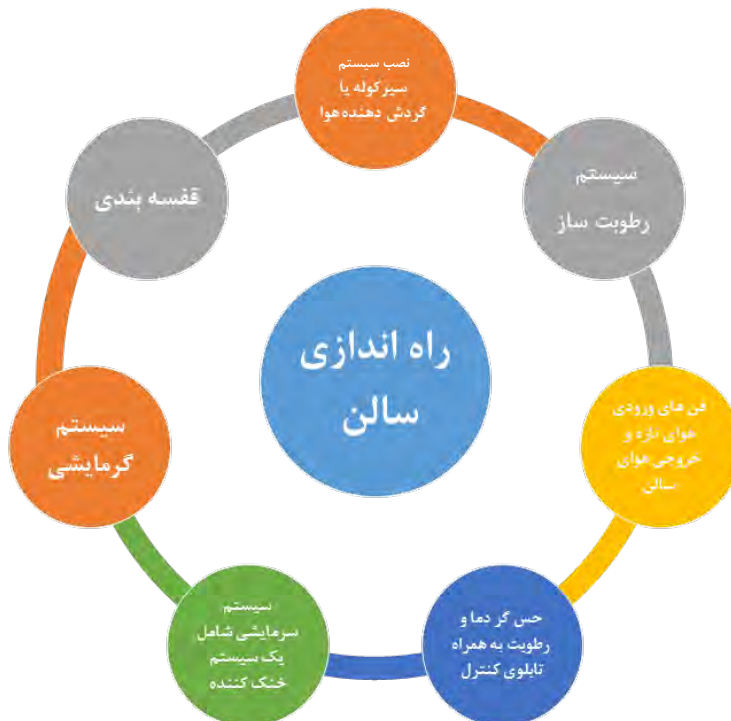 نصب سیستم
سیرکوله یا
گردش دهنده هوا
سیستم
رطوبت ساز
فن های ورودی
هوای تازه و
خروجی هوای
سالن
حس گر دما و
رطوبت به همراه
تابلوی کنترل
سیستم
سرمایشی شامل
یک سیستم
خنک کننده
سیستم
گرمایشی
قفسه بندی
راه اندازی
سالن